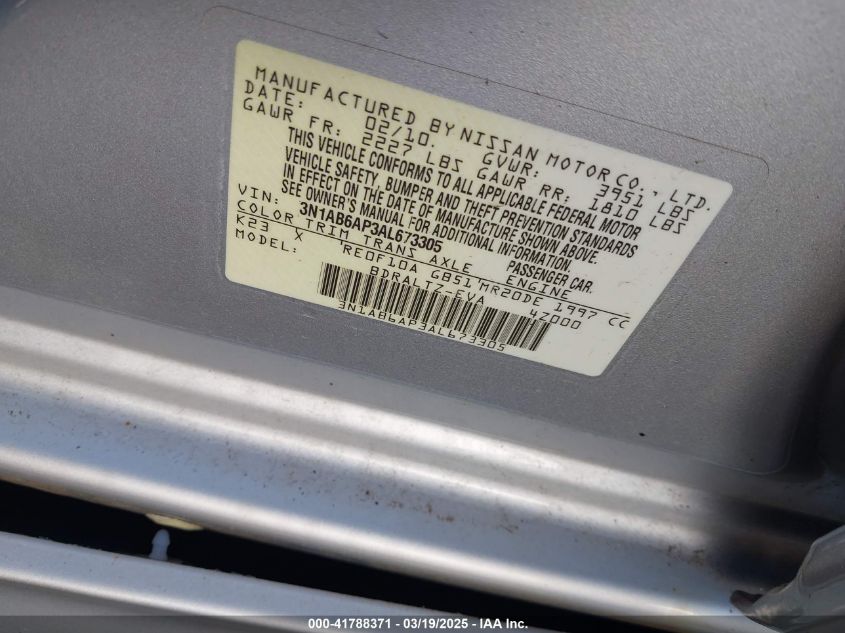 MANUFACTURED BY NISSAN MOTOR CO., LTD.
DATE: 02/10. GVWR: 3951 LBS
GAWR FR: 2227 LBS GAWR RR: 1810 LBS
THIS VEHICLE CONFORMS TO ALL APPLICABLE FEDERAL MOTOR
VEHICLE SAFETY, BUMPER AND THEFT PREVENTION STANDARDS
IN EFFECT ON THE DATE OF MANUFACTURE SHOWN ABOVE.
SEE OWNER'S MANUAL FOR ADDITIONAL INFORMATION.
VIN: 3N1AB6AP3AL673305 PASSENGER CAR.
COLOR TRIM TRANS AXLE ENGINE
K23 X RE0F10A GB51 MR20DE 1997 CC
MODEL: BDRALTZ-EVA 4Z000
3N1AB6AP3AL673305
000-41788371 | 03/19/2025 - IAA Inc.